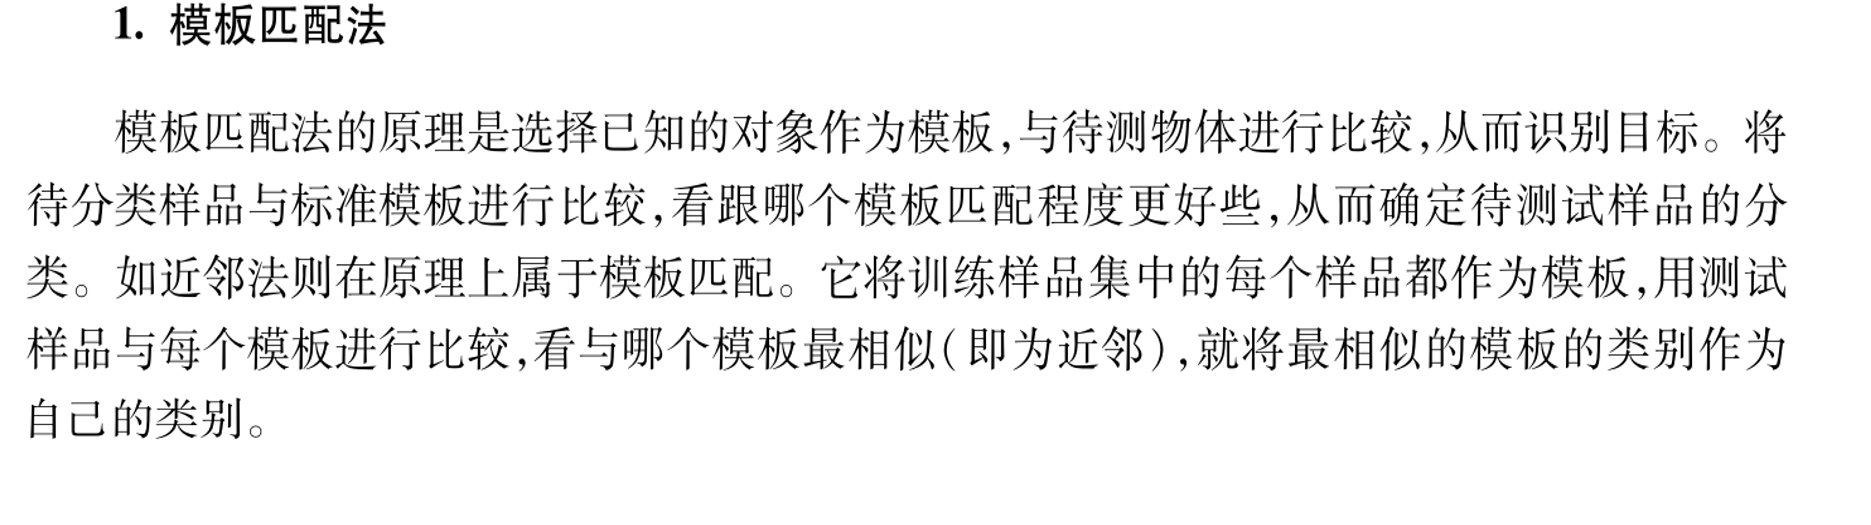 1. 模板匹配法
模板匹配法的原理是选择已知的对象作为模板,与待测物体进行比较,从而识别目标。将
待分类样品与标准模板进行比较,看跟哪个模板匹配程度更好些,从而确定待测试样品的分
类。如近邻法则在原理上属于模板匹配。它将训练样品集中的每个样品都作为模板,用测试
样品与每个模板进行比较,看与哪个模板最相似(即为近邻),就将最相似的模板的类别作为
自己的类别。